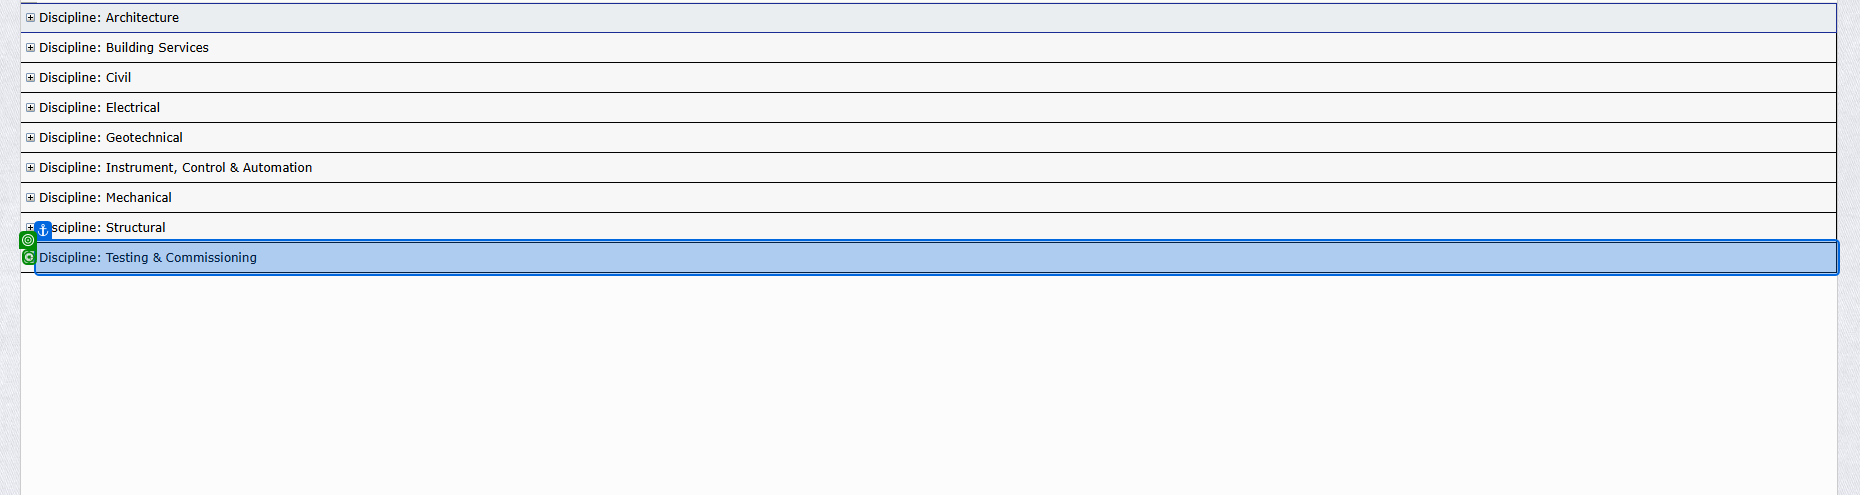 Discipline: Architecture
Discipline: Building Services
Discipline: Civil
Discipline: Electrical
Discipline: Geotechnical
Discipline: Instrument, Control & Automation
Discipline: Mechanical
scipline: Structural
Discipline: Testing & Commissioning